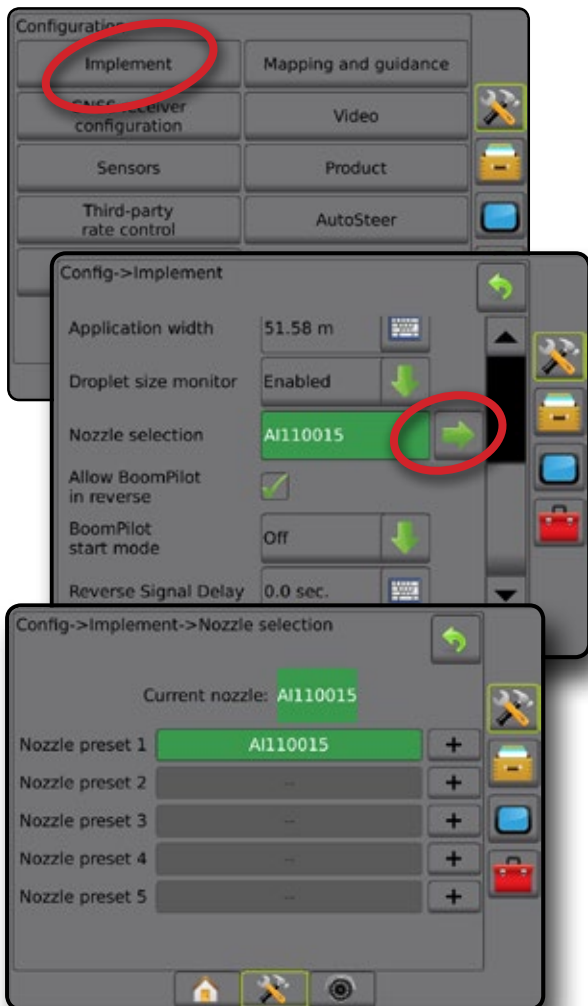 Configuration
Implement
Mapping and guidance
GNSS receiver
configuration
Video
Sensors
Product
Third-party
rate control
AutoSteer
Config->Implement
Application width
51.58 m
Droplet size monitor
Enabled
Nozzle selection
AI110015
Allow BoomPilot
in reverse
BoomPilot
start mode
Off
Reverse Signal Delay
0.0 sec.
Config->Implement->Nozzle selection
Current nozzle: AI110015
Nozzle preset 1 AI110015 +
Nozzle preset 2 -- +
Nozzle preset 3 -- +
Nozzle preset 4 -- +
Nozzle preset 5 -- +